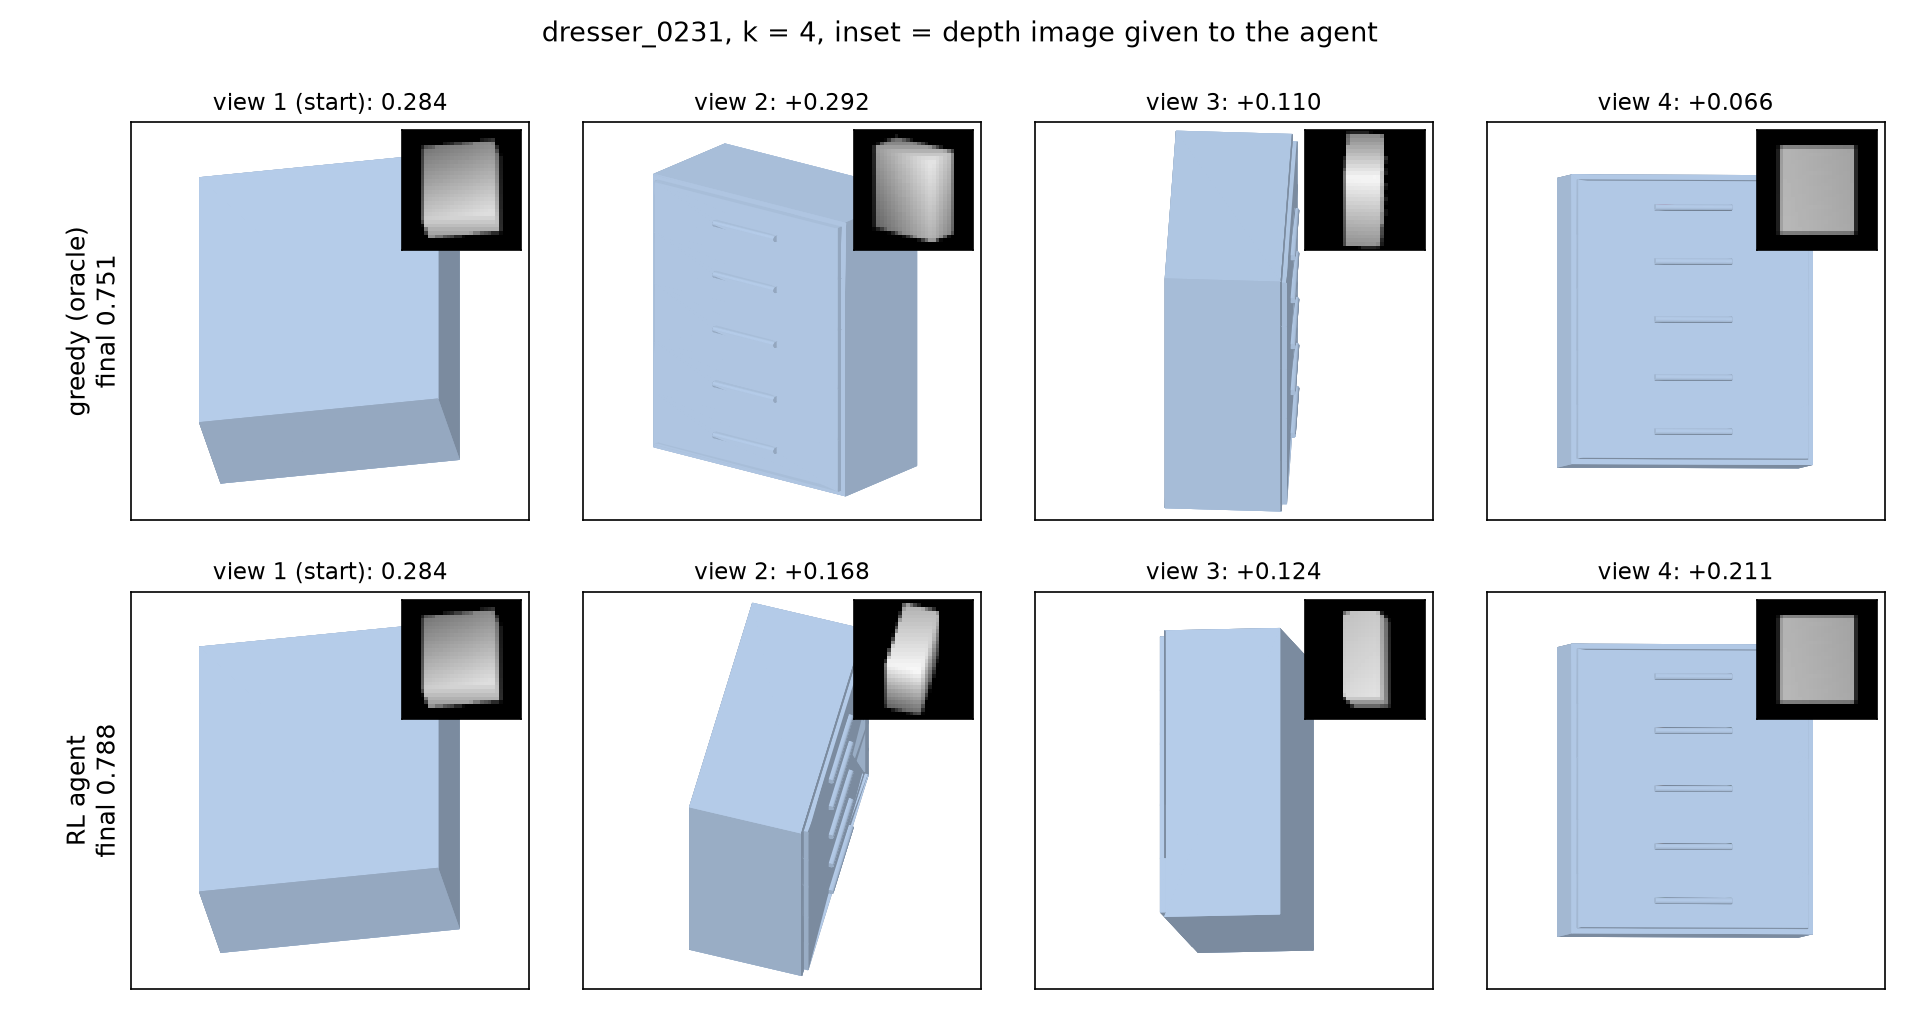 dresser_0231, k = 4, inset = depth image given to the agent
greedy (oracle)
final 0.751
view 1 (start): 0.284
view 2: +0.292
view 3: +0.110
view 4: +0.066
RL agent
final 0.788
view 1 (start): 0.284
view 2: +0.168
view 3: +0.124
view 4: +0.211